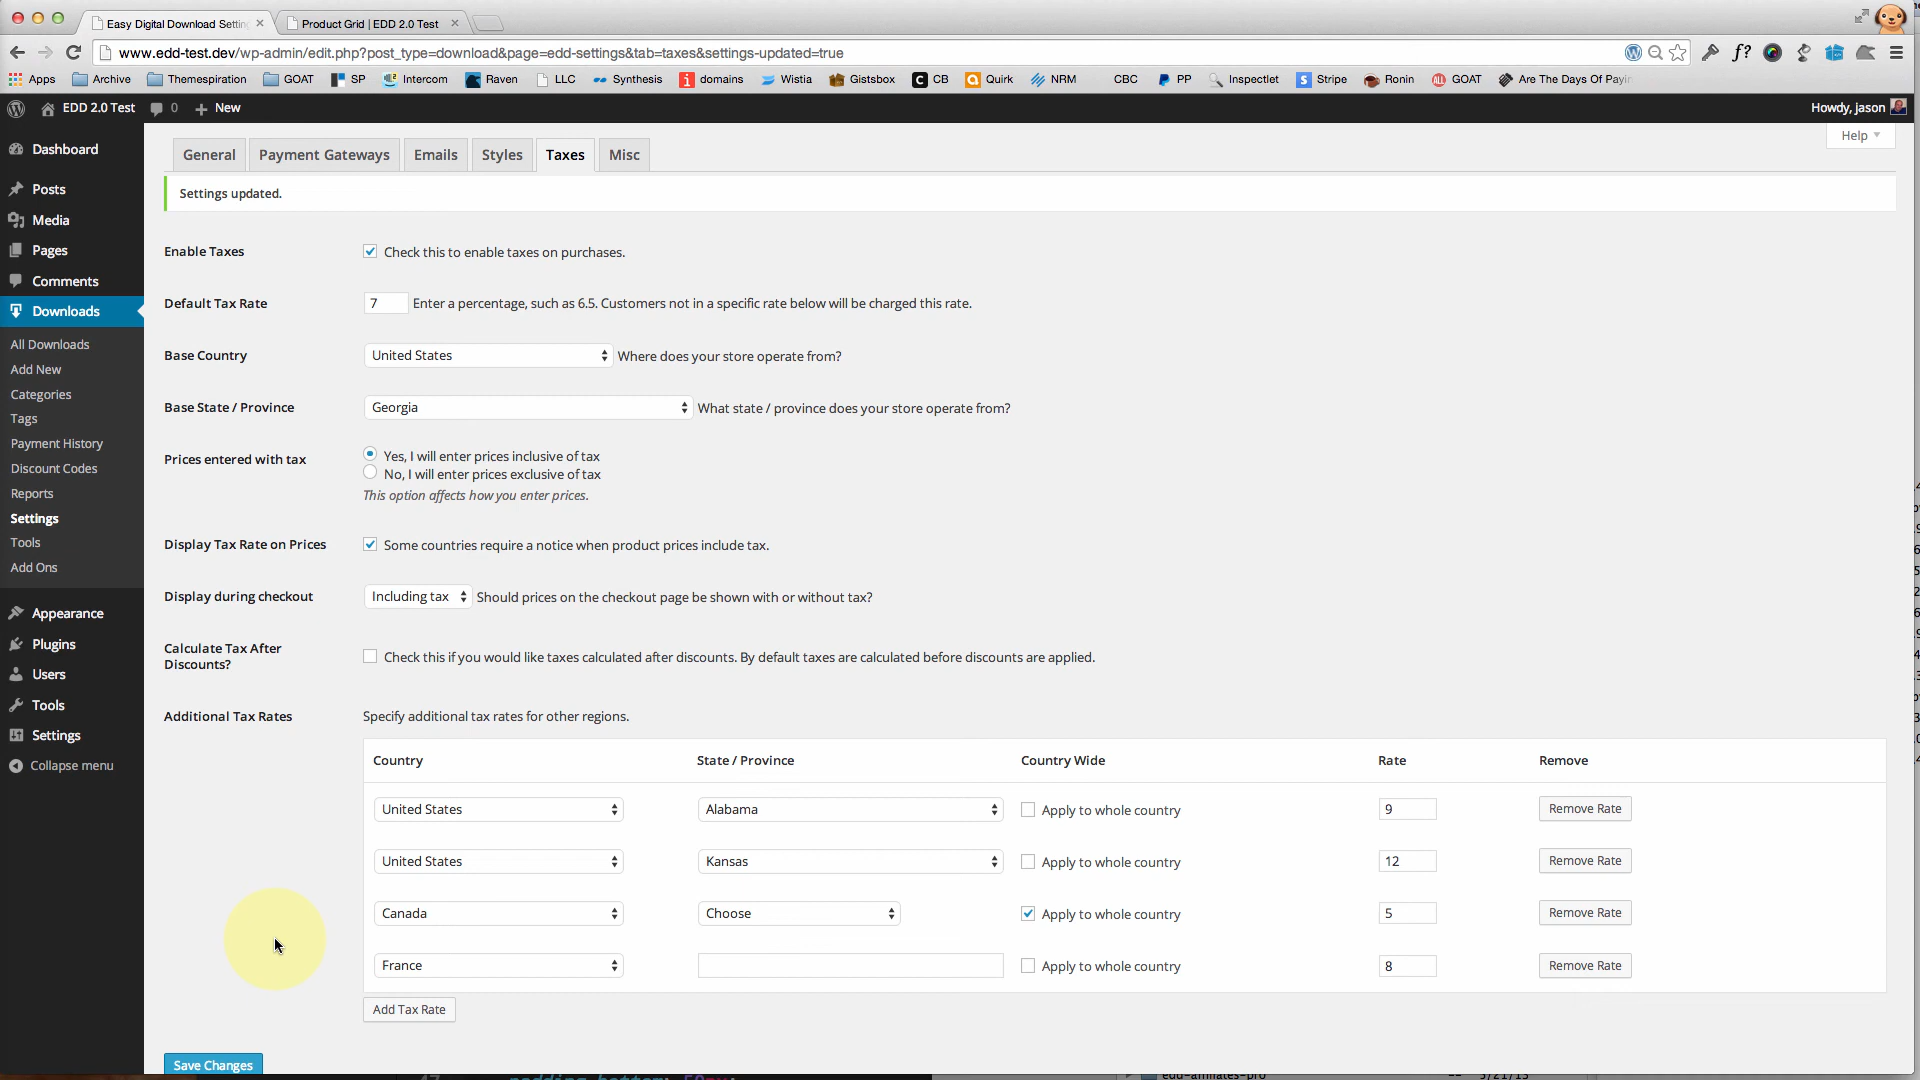 Easy Digital Download Settin
Product Grid | EDD 2.0 Test
www.edd-test.dev/wp-admin/edit.php?post_type=download&page=edd-settings&tab=taxes&settings-updated=true
Apps Archive Themespiration GOAT SP Intercom Raven LLC Synthesis domains Wistia Gistsbox CB Quirk NRM CBC PP Inspectlet Stripe Ronin GOAT Are The Days Of Payin
EDD 2.0 Test 0 New Howdy, jason
Help
General Payment Gateways Emails Styles Taxes Misc
Settings updated.
Dashboard
Posts
Media
Pages
Comments
Downloads
All Downloads
Add New
Categories
Tags
Payment History
Discount Codes
Reports
Settings
Tools
Add Ons
Appearance
Plugins
Users
Tools
Settings
Collapse menu
Enable Taxes Check this to enable taxes on purchases.
Default Tax Rate 7 Enter a percentage, such as 6.5. Customers not in a specific rate below will be charged this rate.
Base Country United States Where does your store operate from?
Base State / Province Georgia What state / province does your store operate from?
Prices entered with tax Yes, I will enter prices inclusive of tax
No, I will enter prices exclusive of tax
This option affects how you enter prices.
Display Tax Rate on Prices Some countries require a notice when product prices include tax.
Display during checkout Including tax Should prices on the checkout page be shown with or without tax?
Calculate Tax After
Discounts? Check this if you would like taxes calculated after discounts. By default taxes are calculated before discounts are applied.
Additional Tax Rates Specify additional tax rates for other regions.
Country State / Province Country Wide Rate Remove
United States Alabama Apply to whole country 9 Remove Rate
United States Kansas Apply to whole country 12 Remove Rate
Canada Choose Apply to whole country 5 Remove Rate
France Apply to whole country 8 Remove Rate
Add Tax Rate
Save Changes